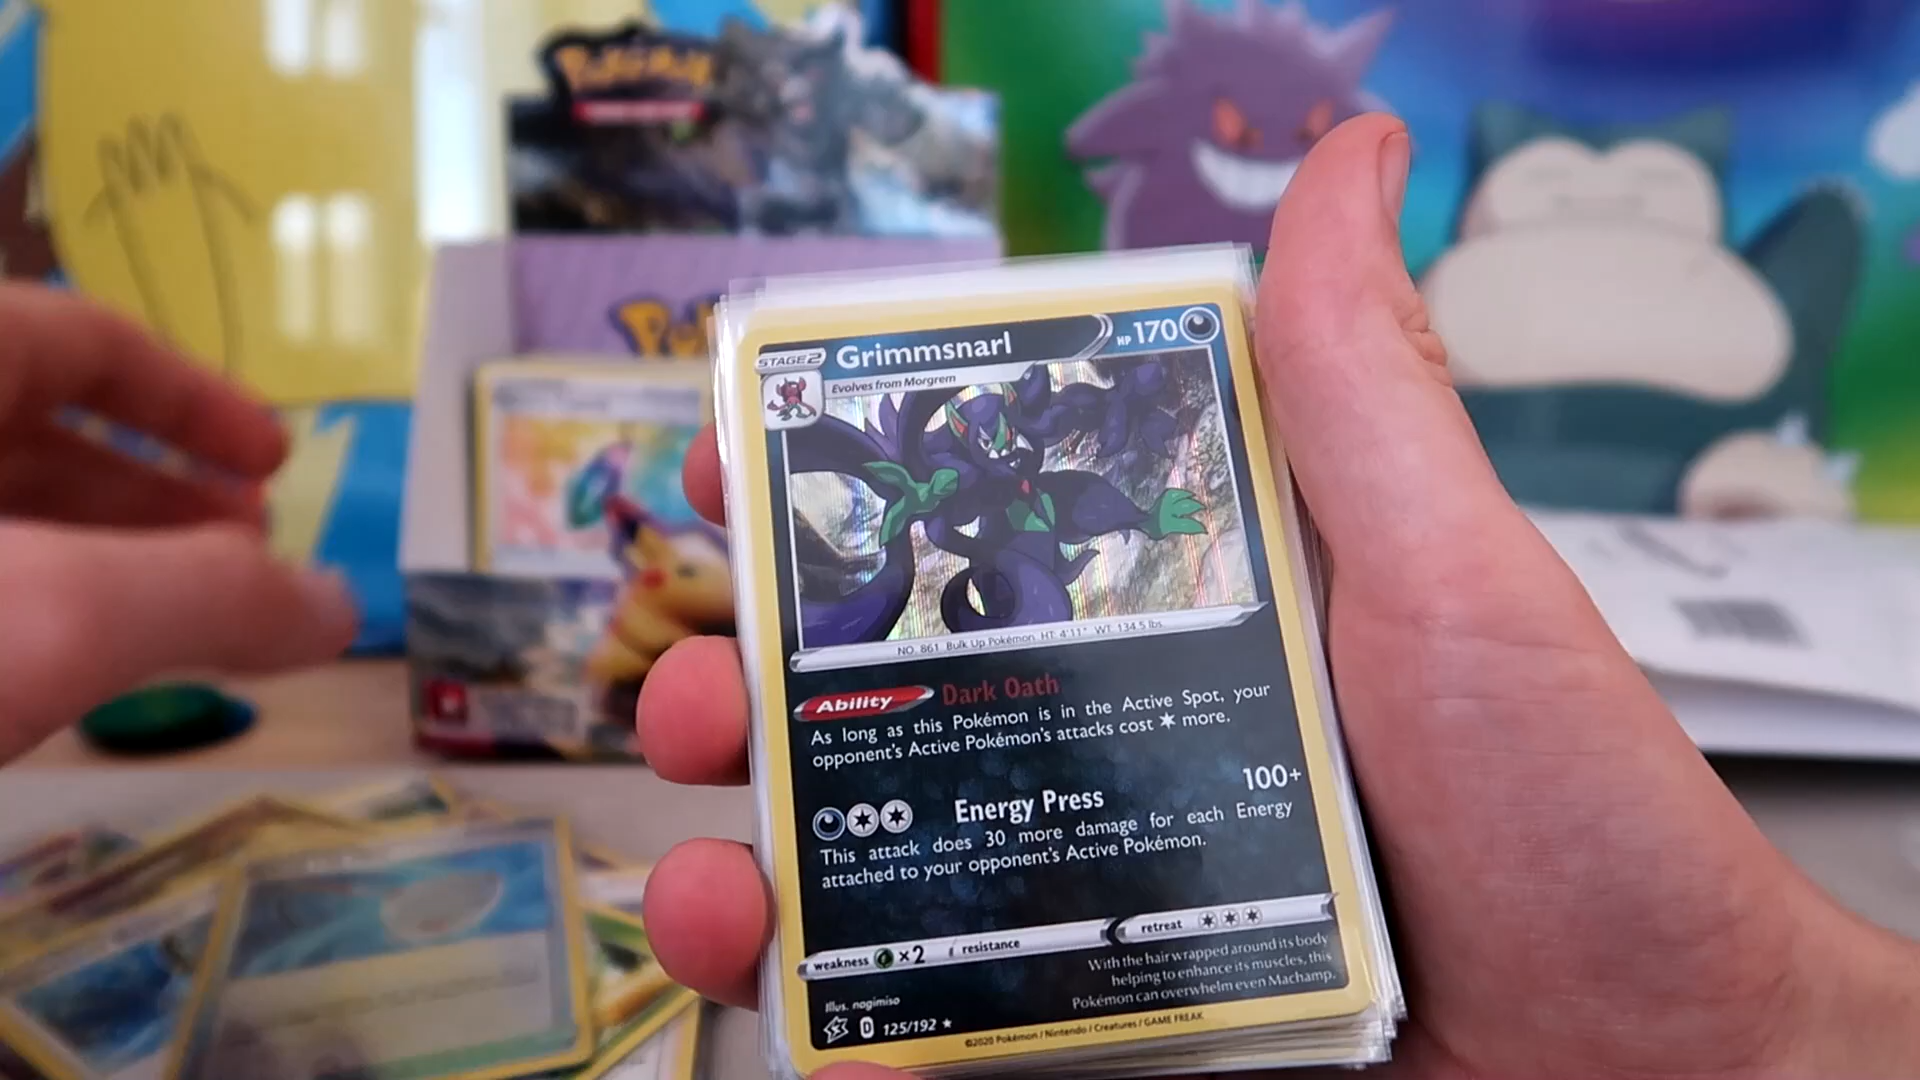 Pokémon
Pok
STAGE2 Grimmsnarl HP 170
Evolves from Morgrem
NO. 861 Bulk Up Pokémon HT: 4'11" WT: 134.5 lbs.
Ability Dark Oath
As long as this Pokémon is in the Active Spot, your
opponent's Active Pokémon's attacks cost more.
Energy Press 100+
This attack does 30 more damage for each Energy
attached to your opponent's Active Pokémon.
weakness ×2 resistance retreat
With the hair wrapped around its body
helping to enhance its muscles, this
Pokémon can overwhelm even Machamp.
Illus. nagimiso
D 125/192
©2020 Pokémon / Nintendo / Creatures / GAME FREAK